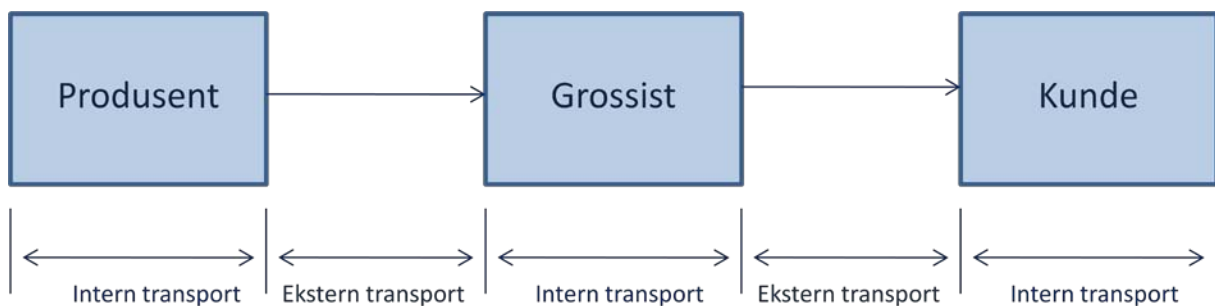 Produsent
Grossist
Kunde
Intern transport
Ekstern transport
Intern transport
Ekstern transport
Intern transport